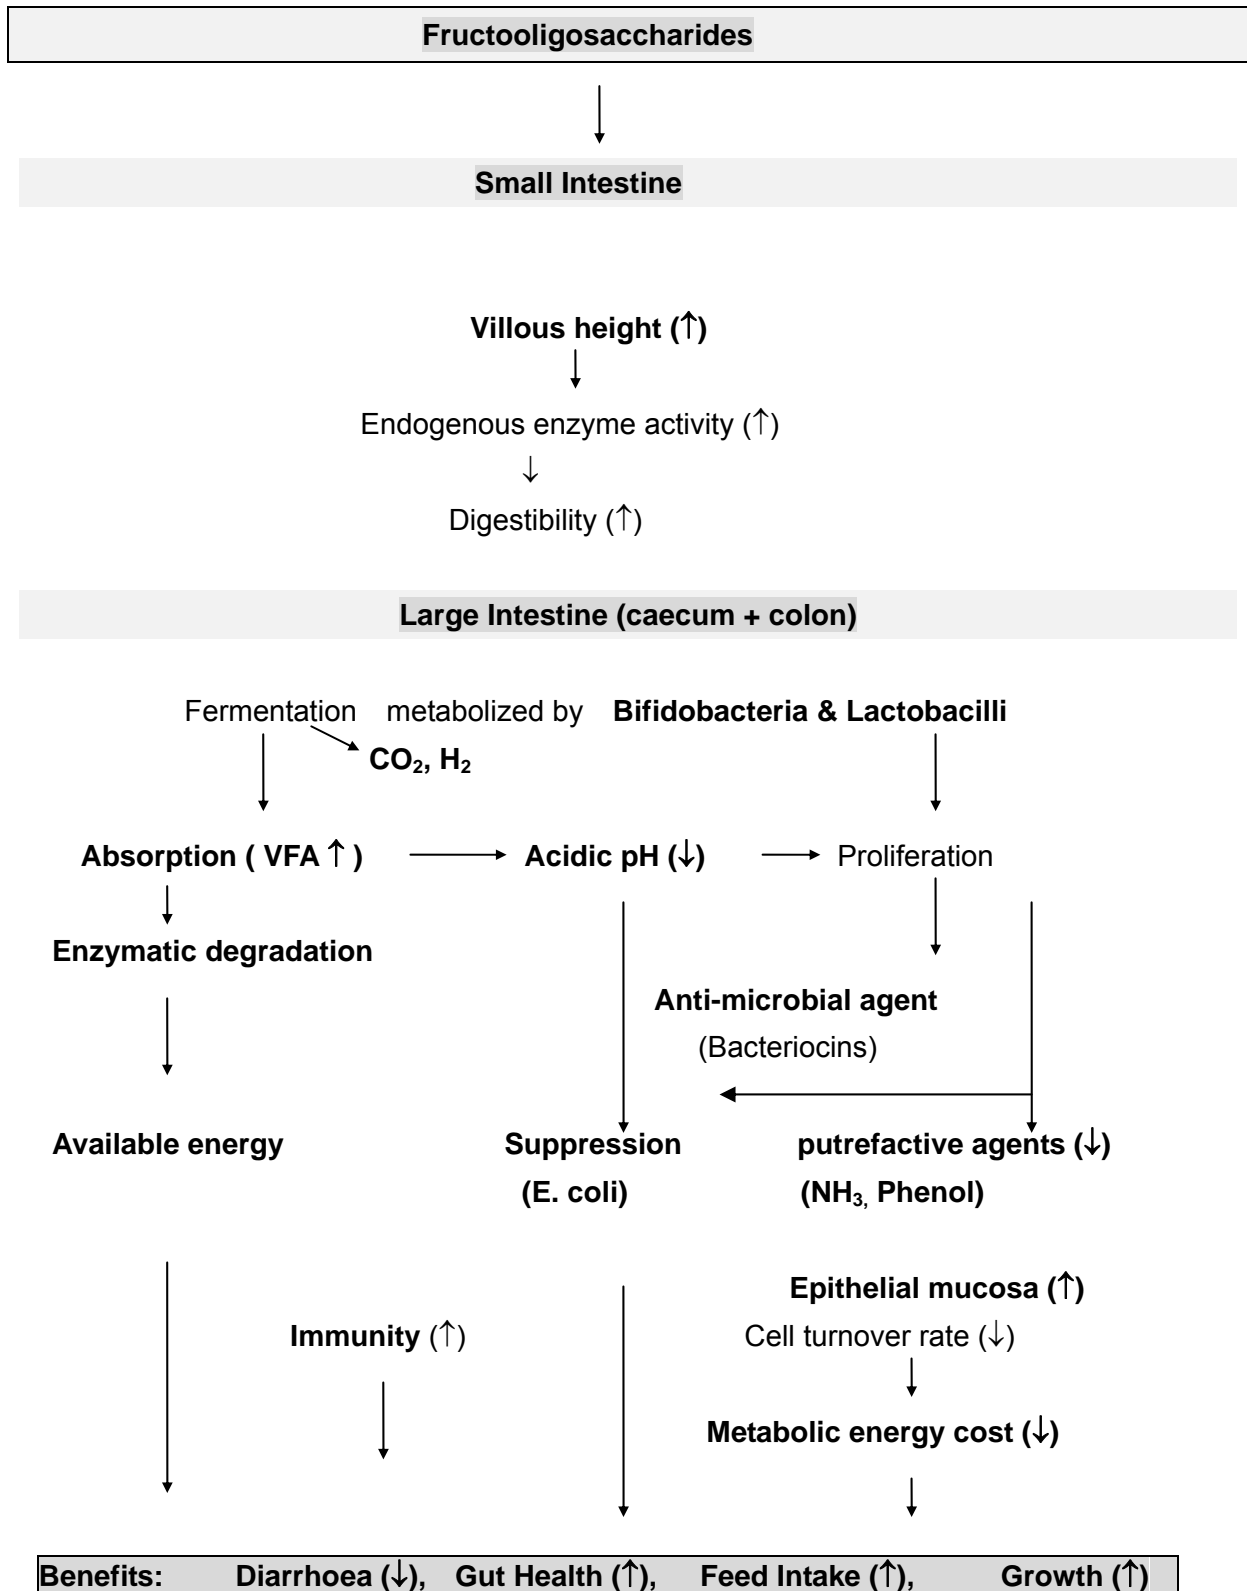 Fructooligosaccharides
Small Intestine
Villous height (↑)
Endogenous enzyme activity (↑)
↓
Digestibility (↑)
Large Intestine (caecum + colon)
Fermentation metabolized by Bifidobacteria & Lactobacilli
CO₂, H₂
Absorption ( VFA ↑ ) Acidic pH (↓) Proliferation
Enzymatic degradation
Anti-microbial agent
(Bacteriocins)
Available energy Suppression putrefactive agents (↓)
(E. coli) (NH₃, Phenol)
Epithelial mucosa (↑)
Immunity (↑) Cell turnover rate (↓)
Metabolic energy cost (↓)
Benefits: Diarrhoea (↓), Gut Health (↑), Feed Intake (↑), Growth (↑)